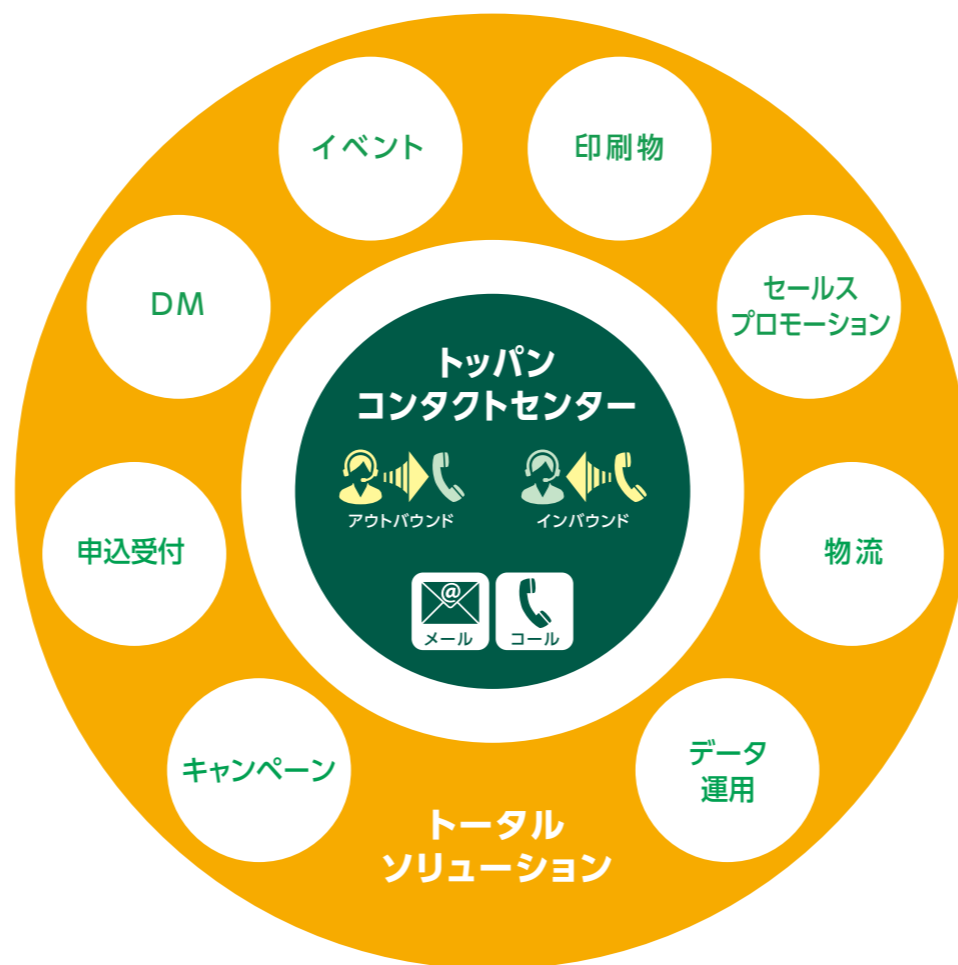 イベント
印刷物
DM
セールス
プロモーション
トッパン
コンタクトセンター
アウトバウンド
インバウンド
申込受付
物流
@
メール
コール
キャンペーン
データ
運用
トータル
ソリューション